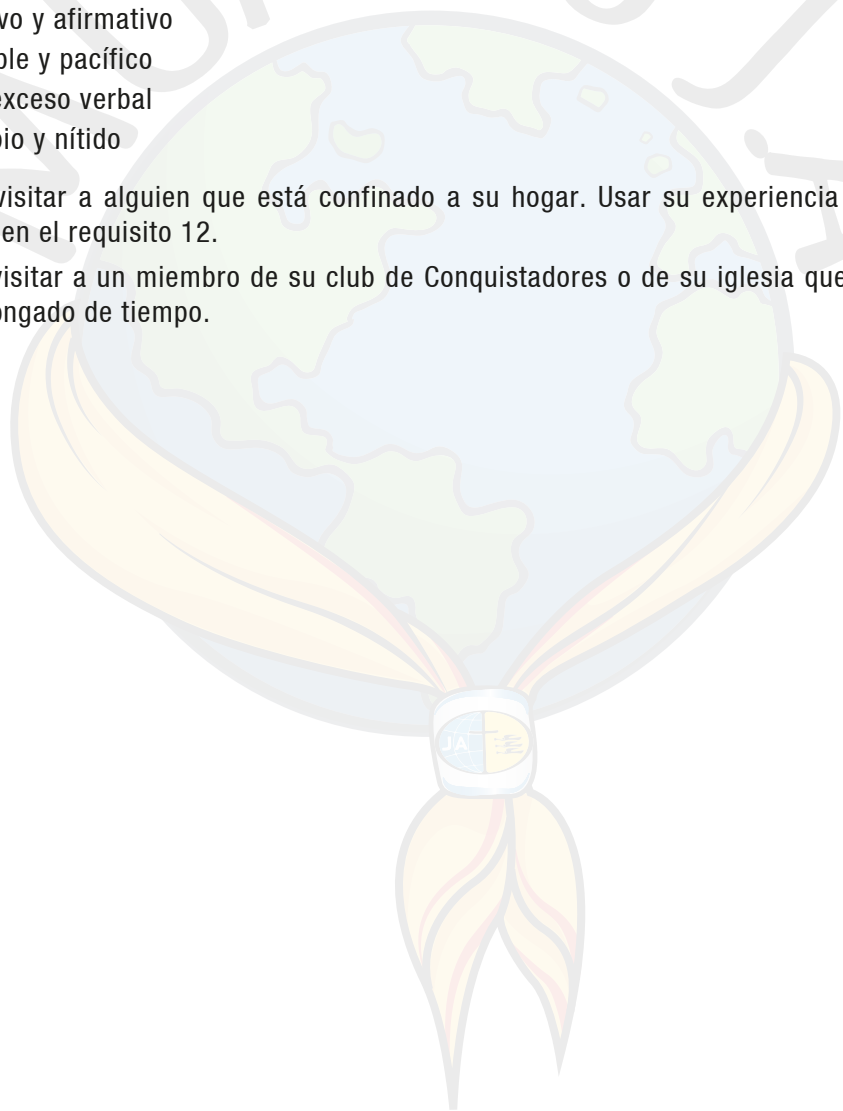 vo y afirmativo
ble y pacífico
exceso verbal
pio y nítido
visitar a alguien que está confinado a su hogar. Usar su experiencia
en el requisito 12.
visitar a un miembro de su club de Conquistadores o de su iglesia que
ongado de tiempo.
JA